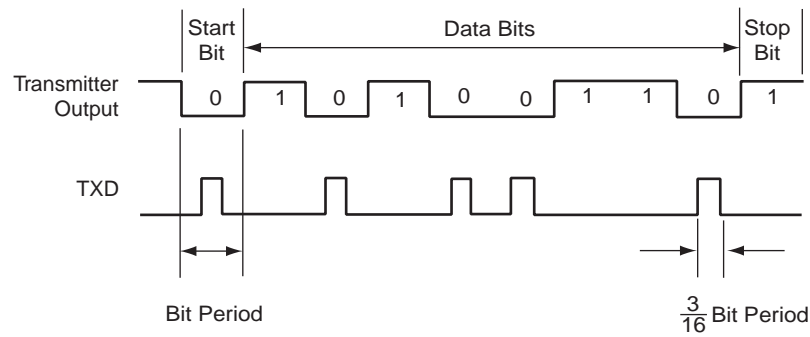 Start
Bit
Data Bits
Stop
Bit
Transmitter
Output
0 1 0 1 0 0 1 1 0 1
TXD
Bit Period
3
16 Bit Period